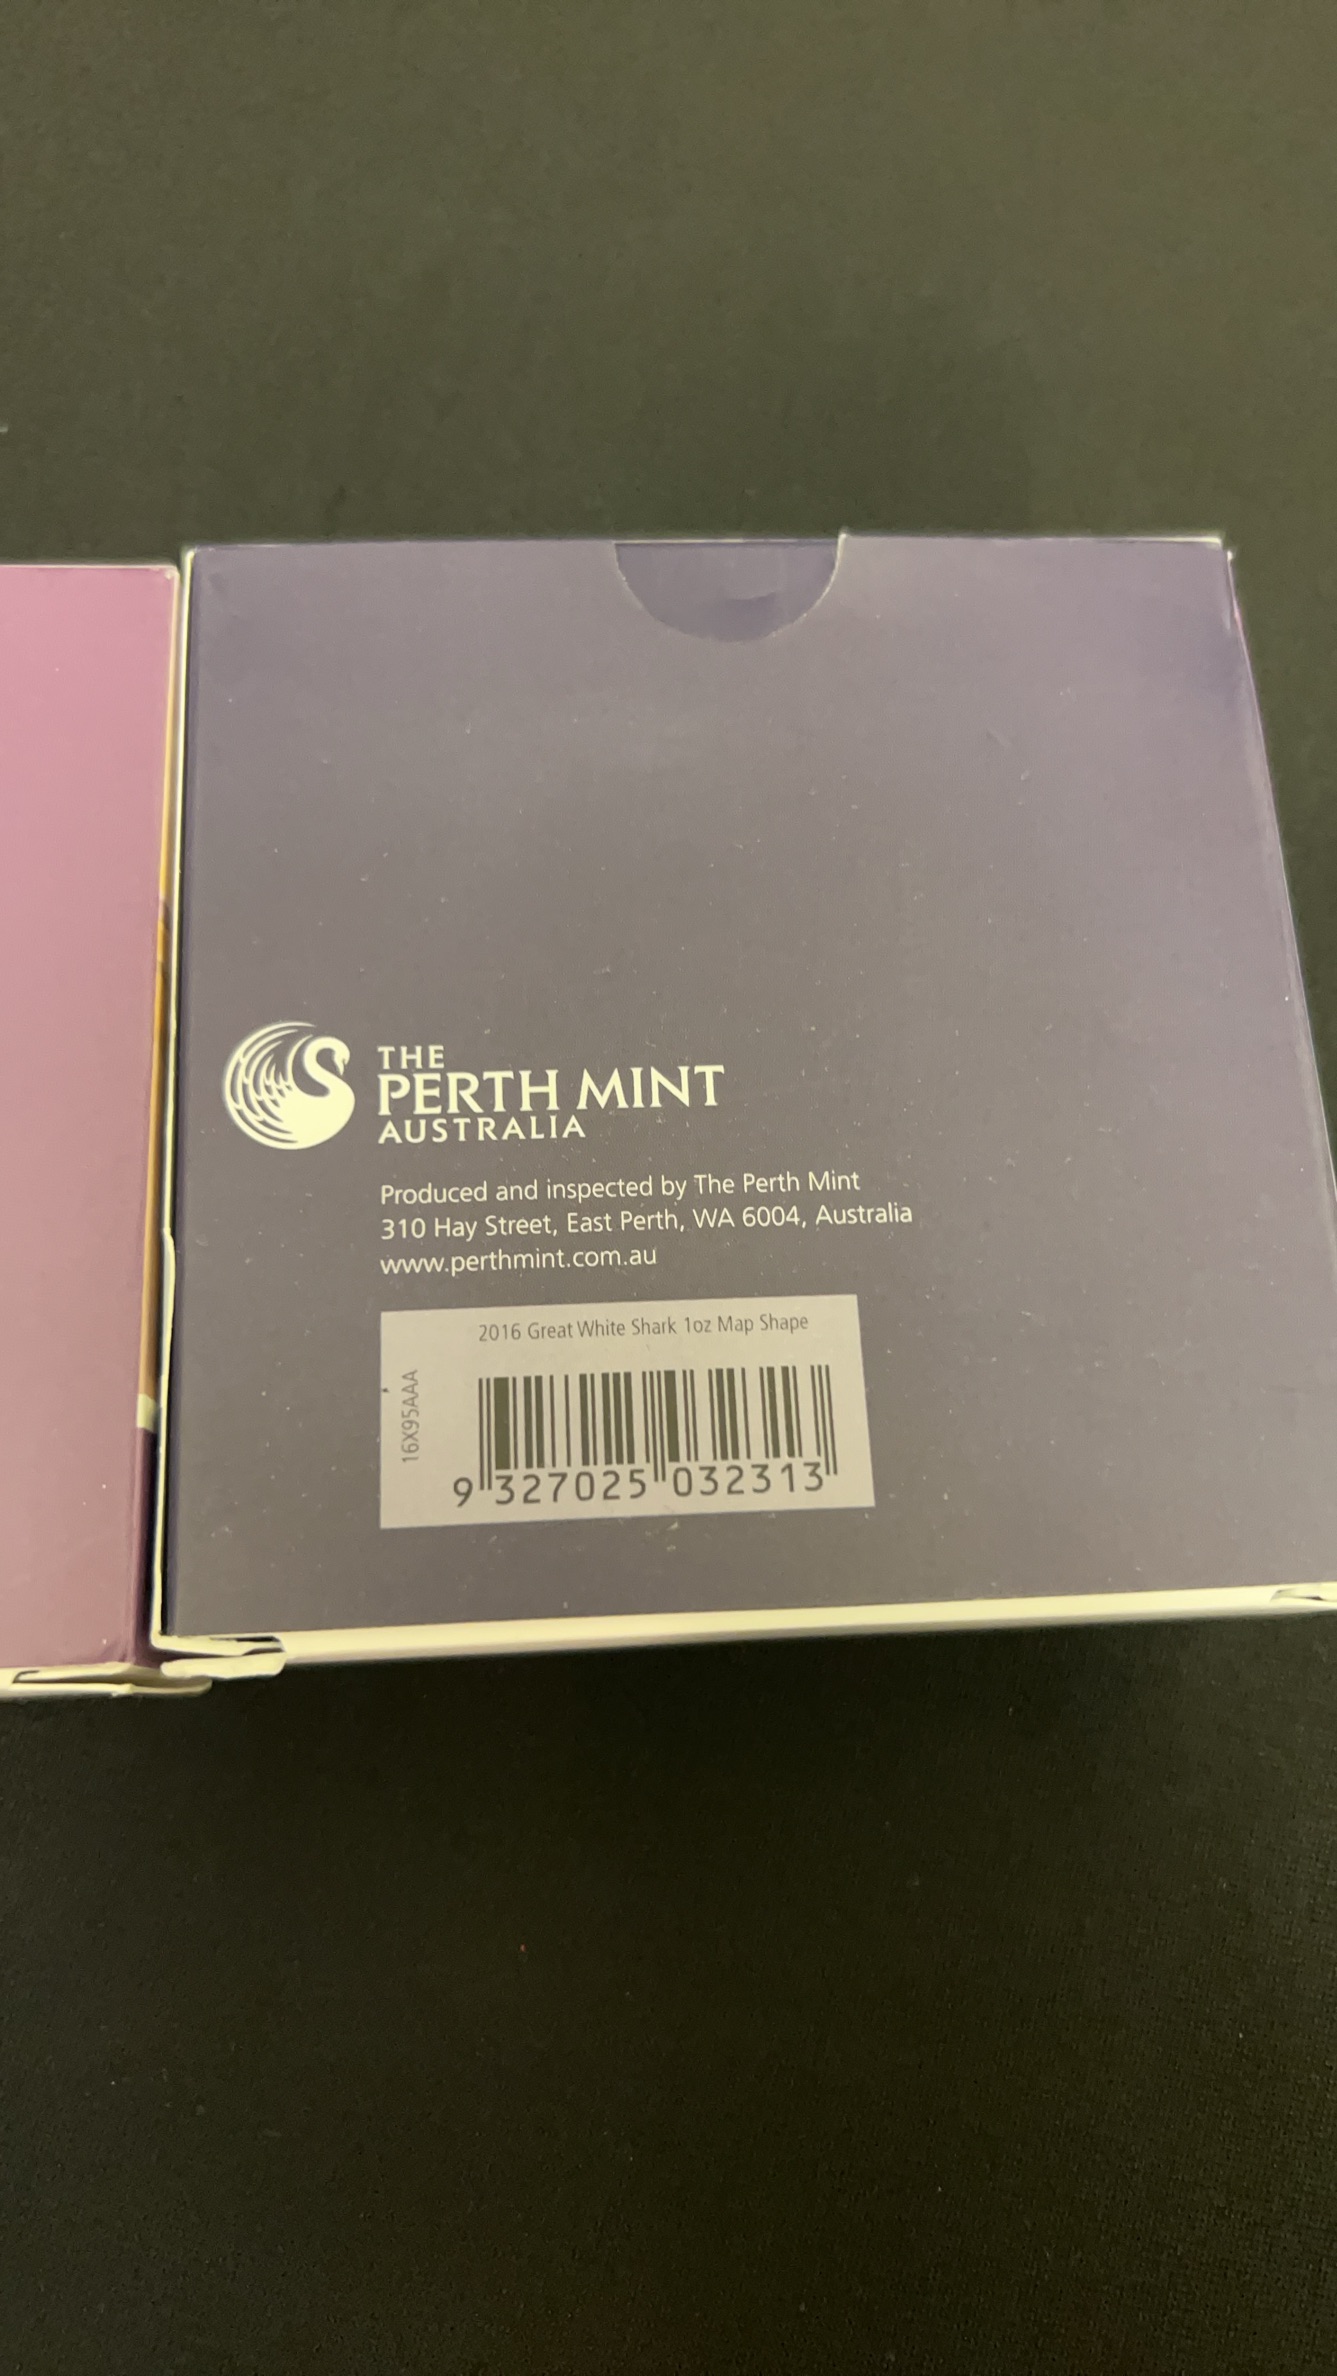 THE
PERTH MINT
AUSTRALIA
Produced and inspected by The Perth Mint
310 Hay Street, East Perth, WA 6004, Australia
www.perthmint.com.au
2016 Great White Shark 1oz Map Shape
16X95AAA
9 327025 032313